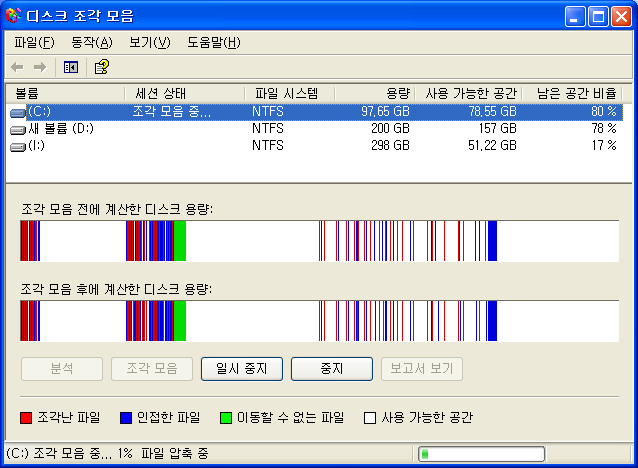 디스크 조각 모음
파일(F) 동작(A) 보기(V) 도움말(H)
볼륨 세션 상태 파일 시스템 용량 사용 가능한 공간 남은 공간 비율
(C:) 조각 모음 중... NTFS 97,65 GB 78,55 GB 80 %
새 볼륨 (D:) NTFS 200 GB 157 GB 78 %
(I:) NTFS 298 GB 51,22 GB 17 %
조각 모음 전에 계산한 디스크 용량:
조각 모음 후에 계산한 디스크 용량:
분석 조각 모음 일시 중지 중지 보고서 보기
조각난 파일 인접한 파일 이동할 수 없는 파일 사용 가능한 공간
(C:) 조각 모음 중... 1% 파일 압축 중